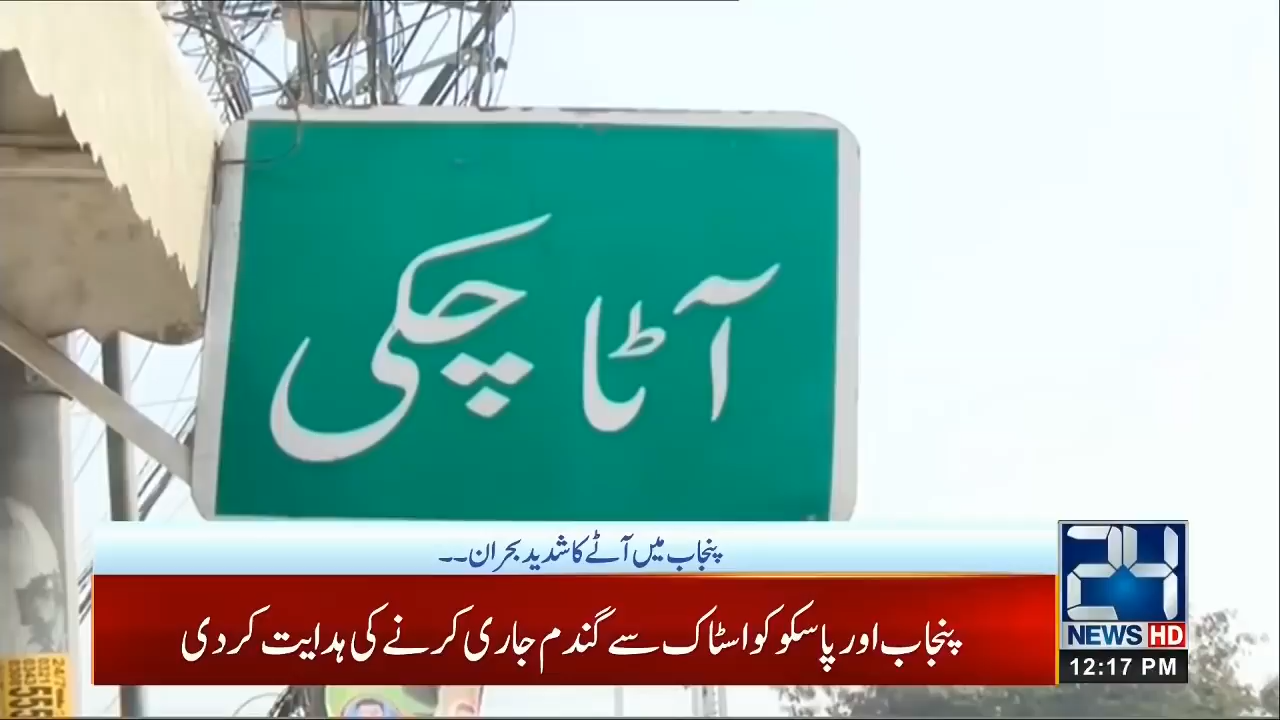 آٹا چکی
پنجاب میں آٹے کا شدید بحران۔۔
پنجاب اور پاسکو کو اسٹاک سے گندم جاری کرنے کی ہدایت کردی
24
NEWS HD
12:17 PM